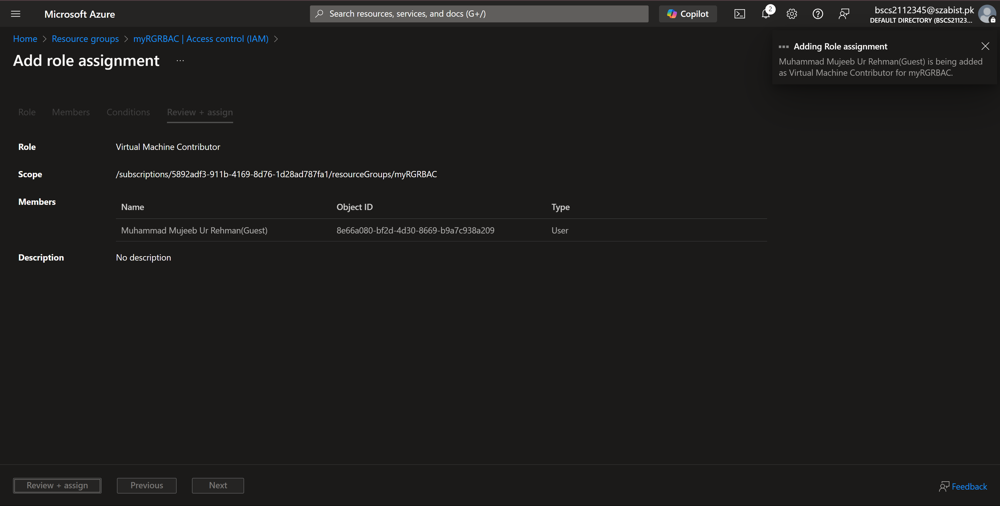 Microsoft Azure
Search resources, services, and docs (G+/)
Copilot
2
bscs2112345@szabist.pk
DEFAULT DIRECTORY (BSCS21123...
Home > Resource groups > myRGRBAC | Access control (IAM) >
Add role assignment ...
Adding Role assignment
Muhammad Mujeeb Ur Rehman(Guest) is being added
as Virtual Machine Contributor for myRGRBAC.
Role Members Conditions Review + assign
Role Virtual Machine Contributor
Scope /subscriptions/5892adf3-911b-4169-8d76-1d28ad787fa1/resourceGroups/myRGRBAC
Members
Name Object ID Type
Muhammad Mujeeb Ur Rehman(Guest) 8e66a080-bf2d-4d30-8669-b9a7c938a209 User
Description No description
Review + assign Previous Next
Feedback